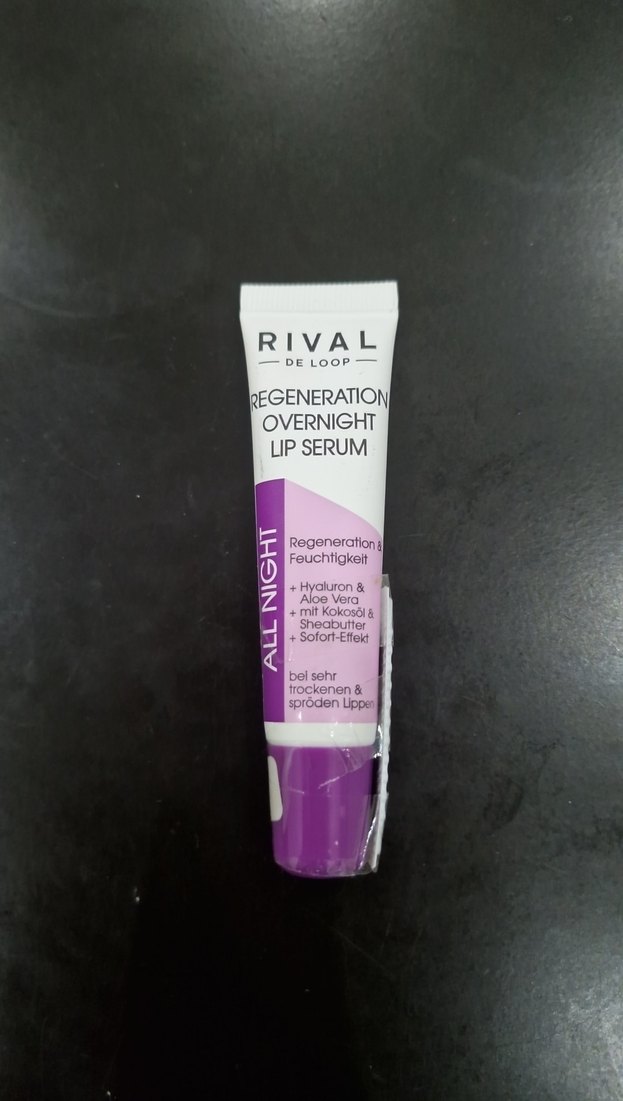 RIVAL
DE LOOP
REGENERATION
OVERNIGHT
LIP SERUM
ALL NIGHT
Regeneration &
Feuchtigkeit
+ Hyaluron &
Aloe Vera
+ mit Kokosöl &
Sheabutter
+ Sofort-Effekt
bei sehr
trockenen &
spröden Lippen